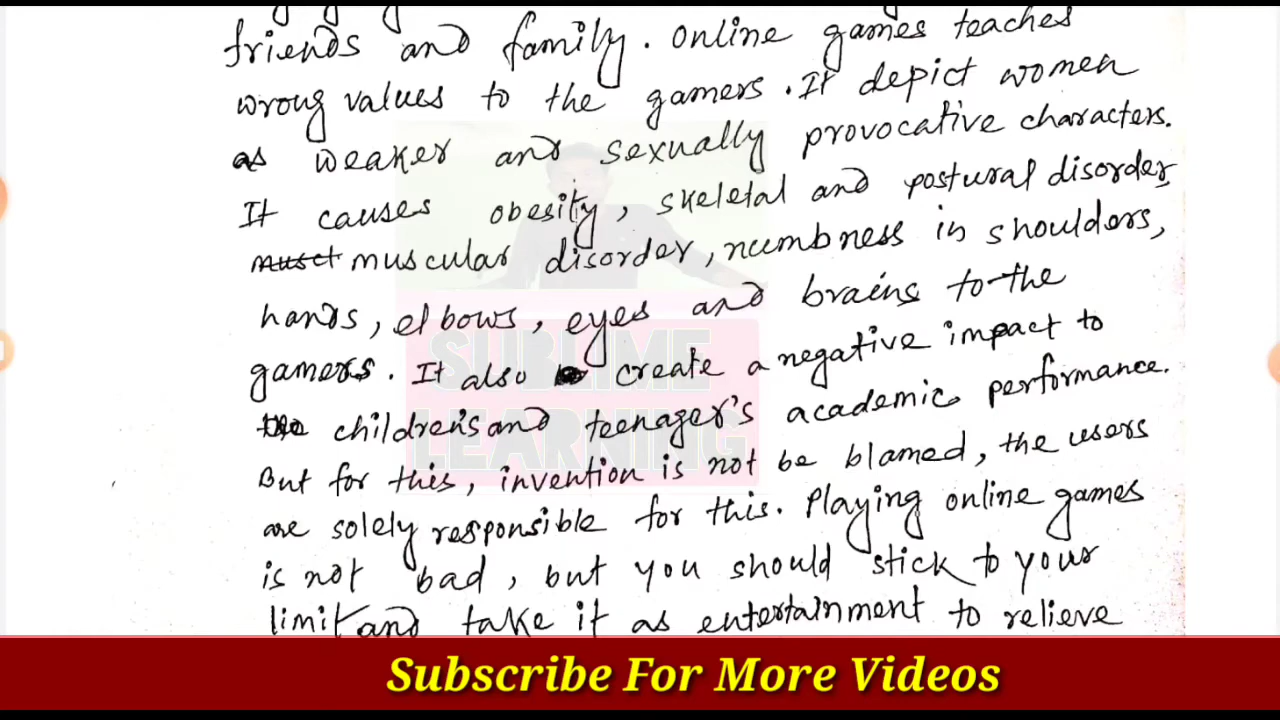 friends and family. Online games teaches
wrong values to the gamers. It depict women
as weaker and sexually provocative characters.
It causes obesity, skeletal and postural disorder,
musct muscular disorder, numbness in shoulders,
hands, elbows, eyes and brains to the
gamers. It also create a negative impact to
the children's and teenager's academic performance.
But for this, invention is not be blamed, the users
are solely responsible for this. Playing online games
is not bad, but you should stick to your
limit and take it as entertainment to relieve
SUBLIME
LEARNING
Subscribe For More Videos